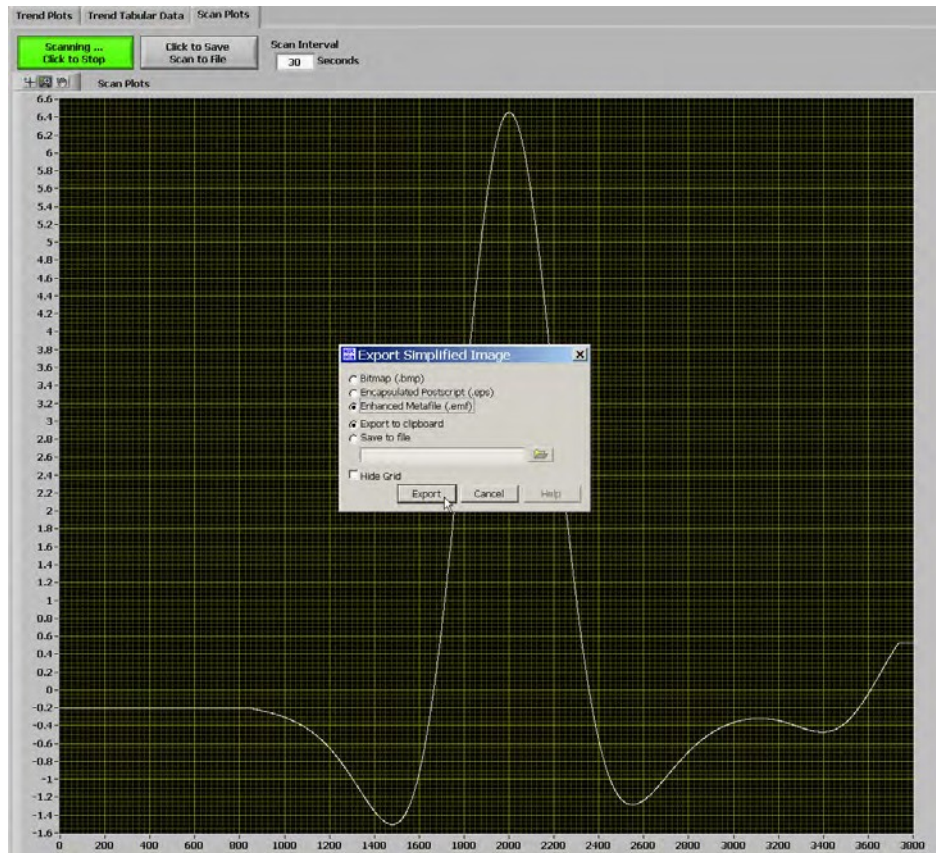 Trend Plots Trend Tabular Data Scan Plots
Scanning ...
Click to Stop
Click to Save
Scan to File
Scan Interval
30 Seconds
Scan Plots
6.6
6.4
6.2
6
5.8
5.6
5.4
5.2
5
4.8
4.6
4.4
4.2
4
3.8
3.6
3.4
3.2
3
2.8
2.6
2.4
2.2
2
1.8
1.6
1.4
1.2
1
0.8
0.6
0.4
0.2
0
-0.2
-0.4
-0.6
-0.8
-1
-1.2
-1.4
-1.6
Export Simplified Image
Bitmap (.bmp)
Encapsulated Postscript (.eps)
Enhanced Metafile (.emf)
Export to clipboard
Save to file
Hide Grid
Export Cancel Help
0 200 400 600 800 1000 1200 1400 1600 1800 2000 2200 2400 2600 2800 3000 3200 3400 3600 3800